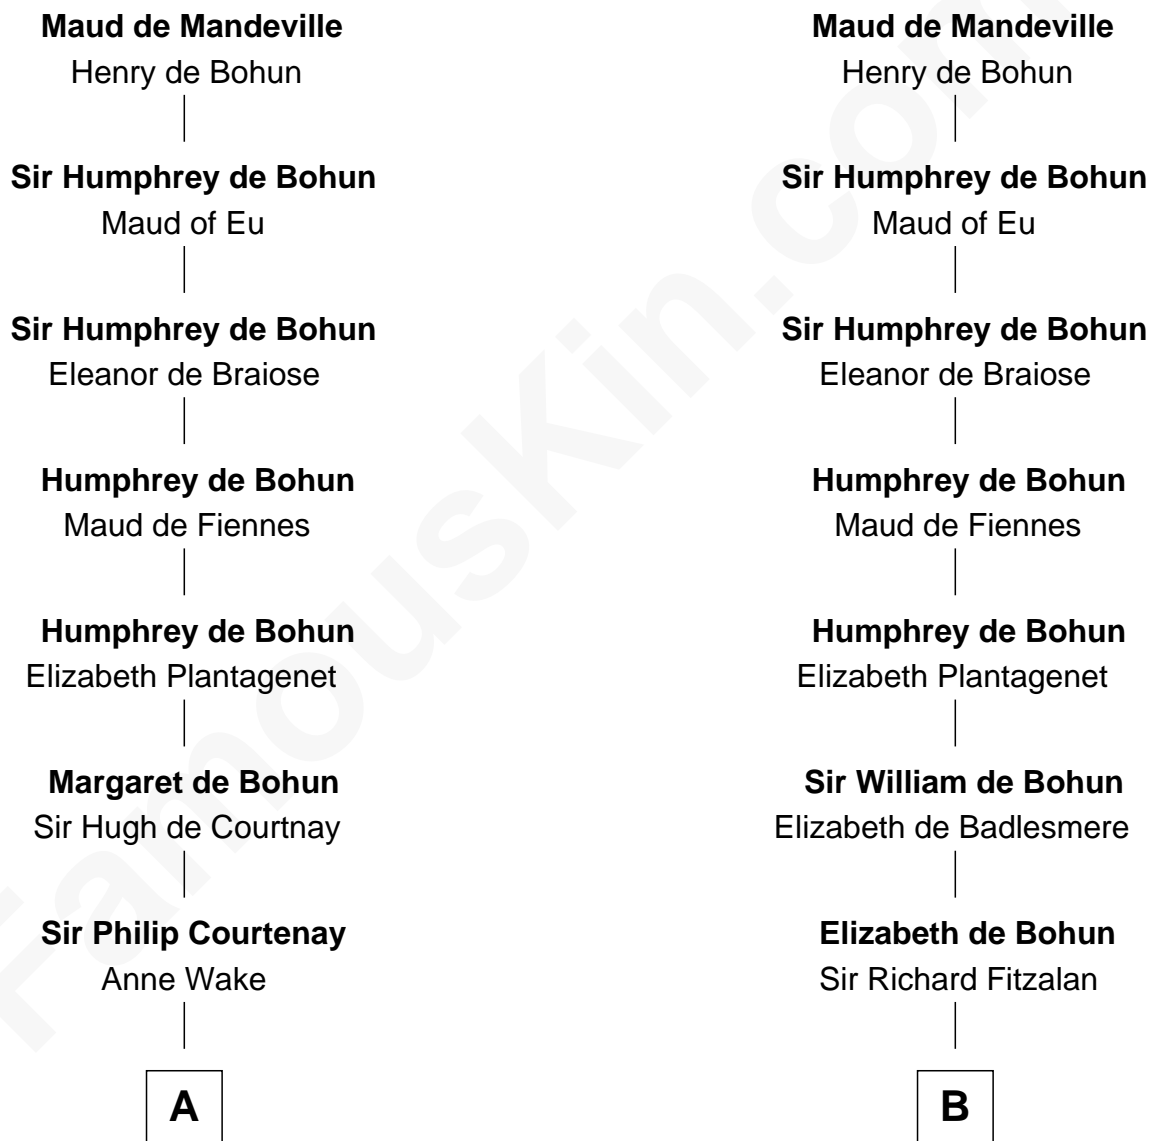 Maud de Mandeville
Henry de Bohun
Sir Humphrey de Bohun
Maud of Eu
Sir Humphrey de Bohun
Eleanor de Braiose
Humphrey de Bohun
Maud de Fiennes
Humphrey de Bohun
Elizabeth Plantagenet
Margaret de Bohun
Sir Hugh de Courtnay
Sir Philip Courtenay
Anne Wake
A
Maud de Mandeville
Henry de Bohun
Sir Humphrey de Bohun
Maud of Eu
Sir Humphrey de Bohun
Eleanor de Braiose
Humphrey de Bohun
Maud de Fiennes
Humphrey de Bohun
Elizabeth Plantagenet
Sir William de Bohun
Elizabeth de Badlesmere
Elizabeth de Bohun
Sir Richard Fitzalan
B
FamousKin.com